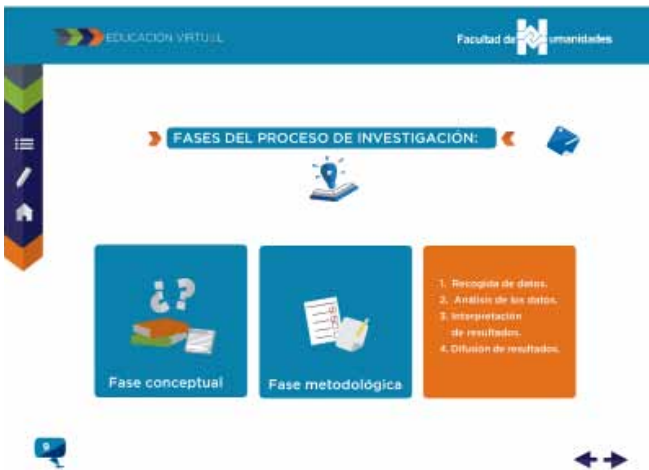 EDUCACIÓN VIRTUAL
Facultad de Humanidades
FASES DEL PROCESO DE INVESTIGACIÓN:
¿?
Fase conceptual
Fase metodológica
1. Recogida de datos.
2. Análisis de los datos.
3. Interpretación
de resultados.
4. Difusión de resultados.
9